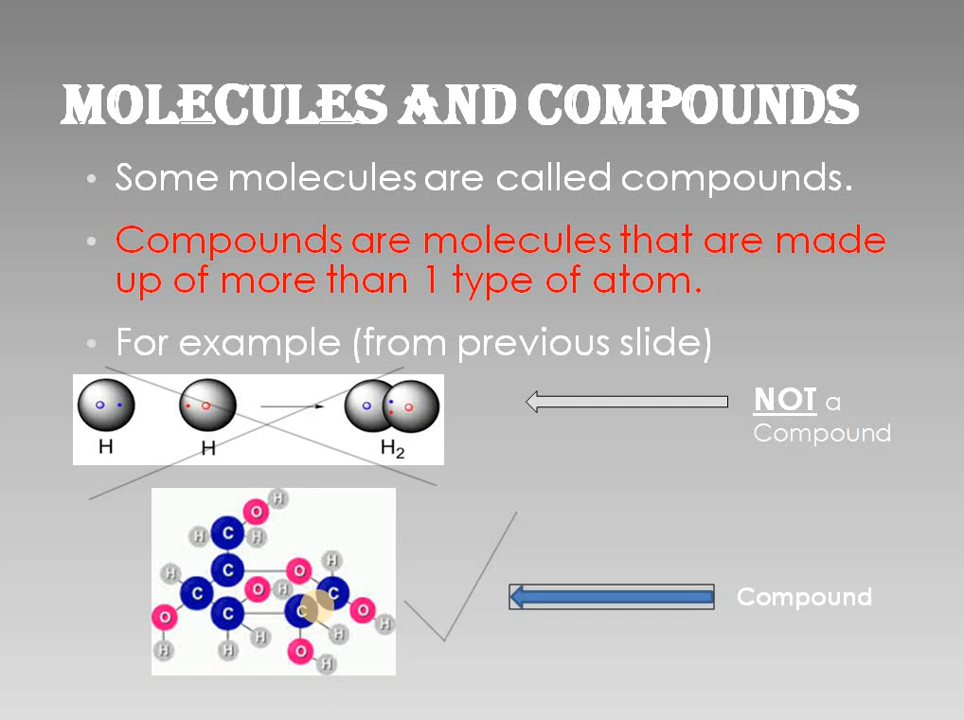 MOLECULES AND COMPOUNDS
• Some molecules are called compounds.
• Compounds are molecules that are made
up of more than 1 type of atom.
• For example (from previous slide)
H H H₂
NOT a
Compound
H
O
H C H
H C O H
C O H C
O C C O
H H H H
H O
H
Compound